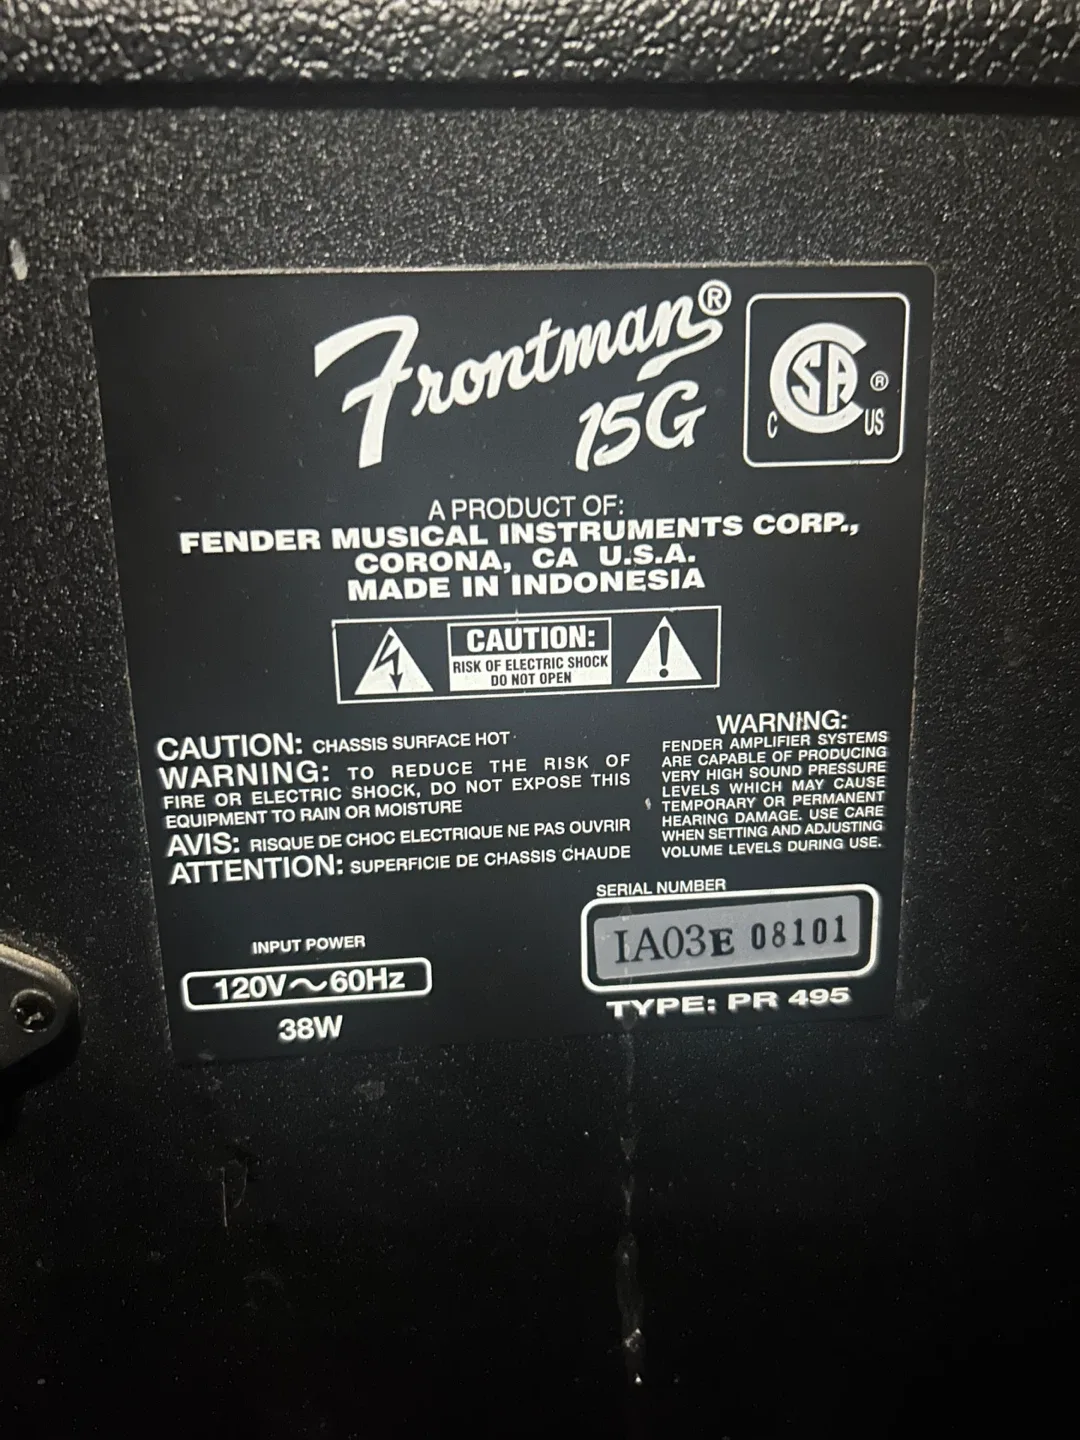 Frontman®
15G
CSA ®
C US
A PRODUCT OF:
FENDER MUSICAL INSTRUMENTS CORP.,
CORONA, CA U.S.A.
MADE IN INDONESIA
CAUTION:
RISK OF ELECTRIC SHOCK
DO NOT OPEN
CAUTION: CHASSIS SURFACE HOT
WARNING: TO REDUCE THE RISK OF
FIRE OR ELECTRIC SHOCK, DO NOT EXPOSE THIS
EQUIPMENT TO RAIN OR MOISTURE
AVIS: RISQUE DE CHOC ELECTRIQUE NE PAS OUVRIR
ATTENTION: SUPERFICIE DE CHASSIS CHAUDE
WARNING:
FENDER AMPLIFIER SYSTEMS
ARE CAPABLE OF PRODUCING
VERY HIGH SOUND PRESSURE
LEVELS WHICH MAY CAUSE
TEMPORARY OR PERMANENT
HEARING DAMAGE. USE CARE
WHEN SETTING AND ADJUSTING
VOLUME LEVELS DURING USE.
INPUT POWER
120V~60Hz
38W
SERIAL NUMBER
IA03E 08101
TYPE: PR 495